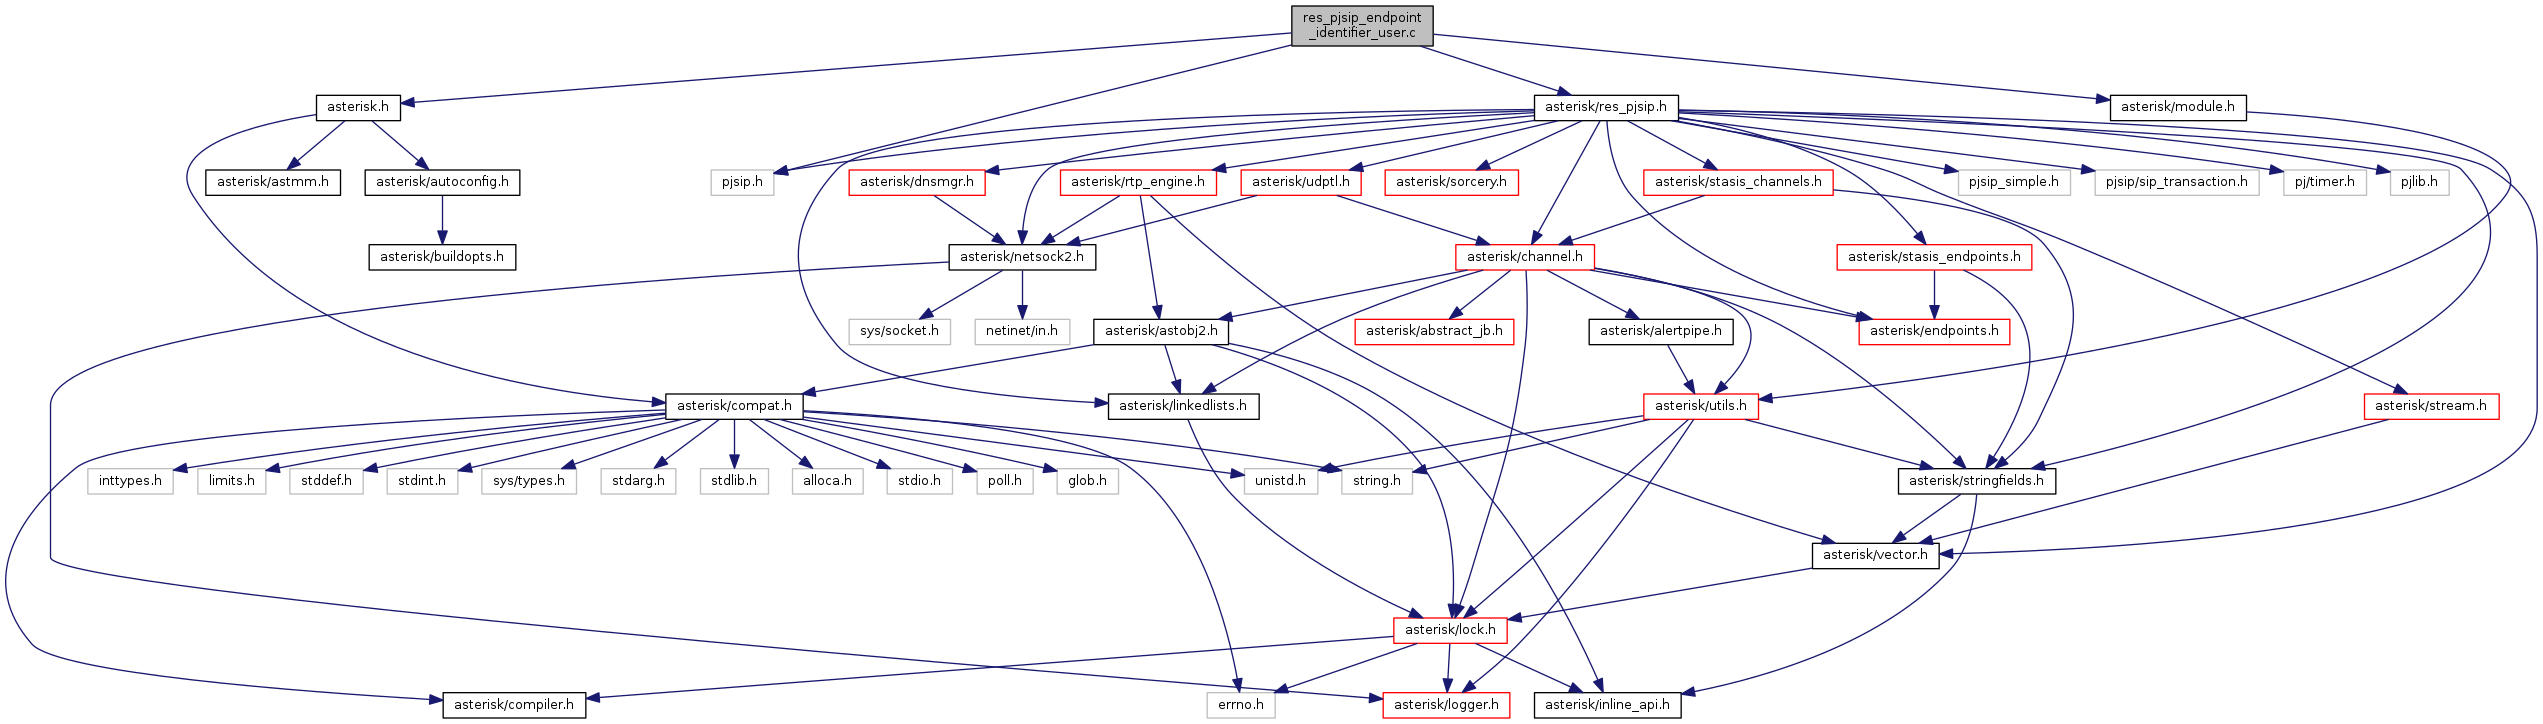 res_pjsip_endpoint
_identifier_user.c
asterisk.h
asterisk/res_pjsip.h
asterisk/module.h
asterisk/astmm.h
asterisk/autoconfig.h
pjsip.h
asterisk/dnsmgr.h
asterisk/rtp_engine.h
asterisk/udptl.h
asterisk/sorcery.h
asterisk/stasis_channels.h
pjsip_simple.h
pjsip/sip_transaction.h
pj/timer.h
pjlib.h
asterisk/buildopts.h
asterisk/netsock2.h
asterisk/channel.h
asterisk/stasis_endpoints.h
sys/socket.h
netinet/in.h
asterisk/astobj2.h
asterisk/abstract_jb.h
asterisk/alertpipe.h
asterisk/endpoints.h
asterisk/compat.h
asterisk/linkedlists.h
asterisk/utils.h
asterisk/stream.h
inttypes.h
limits.h
stddef.h
stdint.h
sys/types.h
stdarg.h
stdlib.h
alloca.h
stdio.h
poll.h
glob.h
unistd.h
string.h
asterisk/stringfields.h
asterisk/vector.h
asterisk/lock.h
asterisk/compiler.h
errno.h
asterisk/logger.h
asterisk/inline_api.h